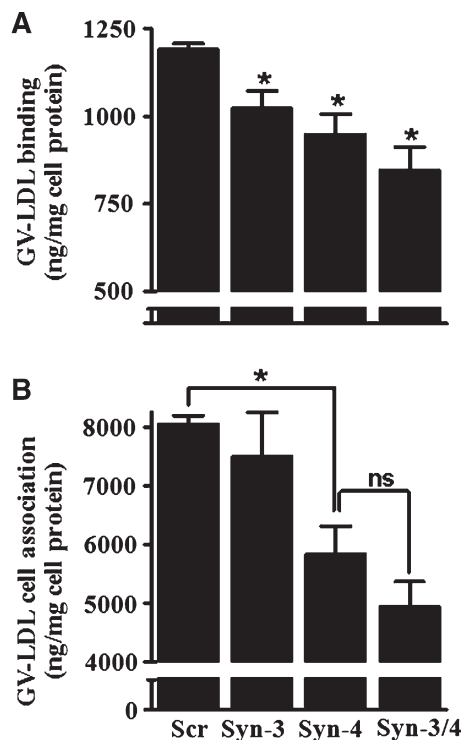 A
GV-LDL binding
(ng/mg cell protein)
1250
1000
750
500
*
*
*
B
GV-LDL cell association
(ng/mg cell protein)
8000
7000
6000
5000
4000
0
*
ns
Scr Syn-3 Syn-4 Syn-3/4